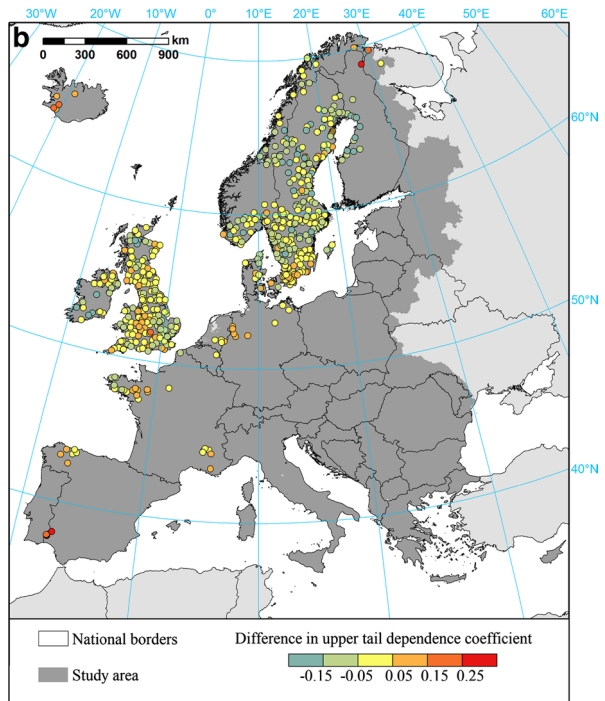 30°W 20°W 10°W 0° 10°E 20°E 30°E 40°E 50°E 60°E
b
km
0 300 600 900
60°N
50°N
40°N
National borders
Study area
Difference in upper tail dependence coefficient
-0.15 -0.05 0.05 0.15 0.25